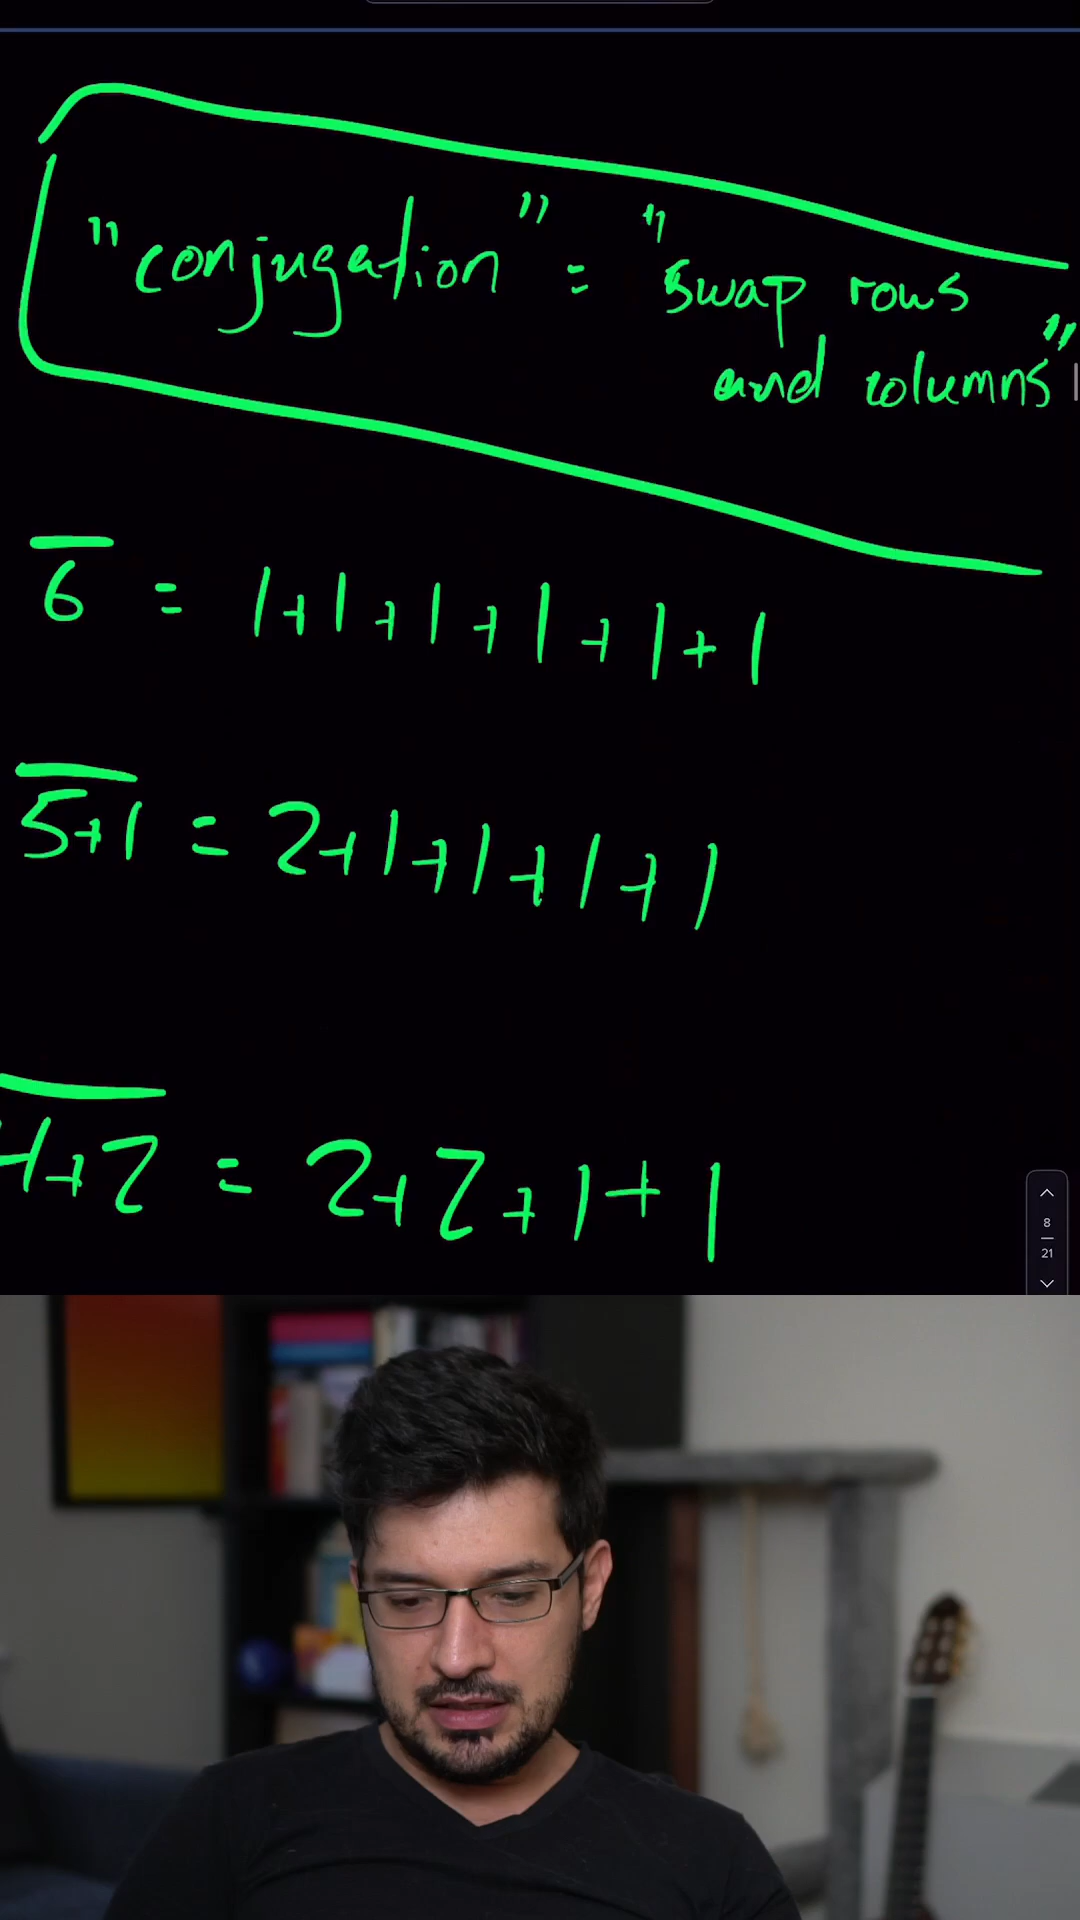 "conjugation" = "swap rows
and columns"
6̅ = 1+1+1+1+1+1
5+1 = 2+1+1+1+1
4+2 = 2+2+1+1
8
21